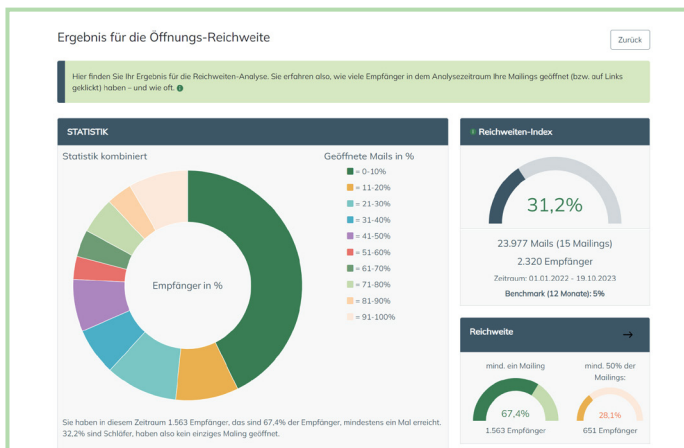 Ergebnis für die Öffnungs-Reichweite
Zurück
Hier finden Sie Ihr Ergebnis für die Reichweiten-Analyse. Sie erfahren also, wie viele Empfänger in dem Analysezeitraum Ihre Mailings geöffnet (bzw. auf Links
geklickt) haben – und wie oft.
STATISTIK
Statistik kombiniert
Geöffnete Mails in %
= 0-10%
= 11-20%
= 21-30%
= 31-40%
= 41-50%
= 51-60%
= 61-70%
= 71-80%
= 81-90%
= 91-100%
Empfänger in %
Sie haben in diesem Zeitraum 1.563 Empfänger, das sind 67,4% der Empfänger, mindestens ein Mal erreicht.
32,2% sind Schläfer, haben also kein einziges Maling geöffnet.
Reichweiten-Index
31,2%
23.977 Mails (15 Mailings)
2.320 Empfänger
Zeitraum: 01.01.2022 - 19.10.2023
Benchmark (12 Monate): 5%
Reichweite →
mind. ein Mailing
67,4%
1.563 Empfänger
mind. 50% der
Mailings:
28,1%
651 Empfänger